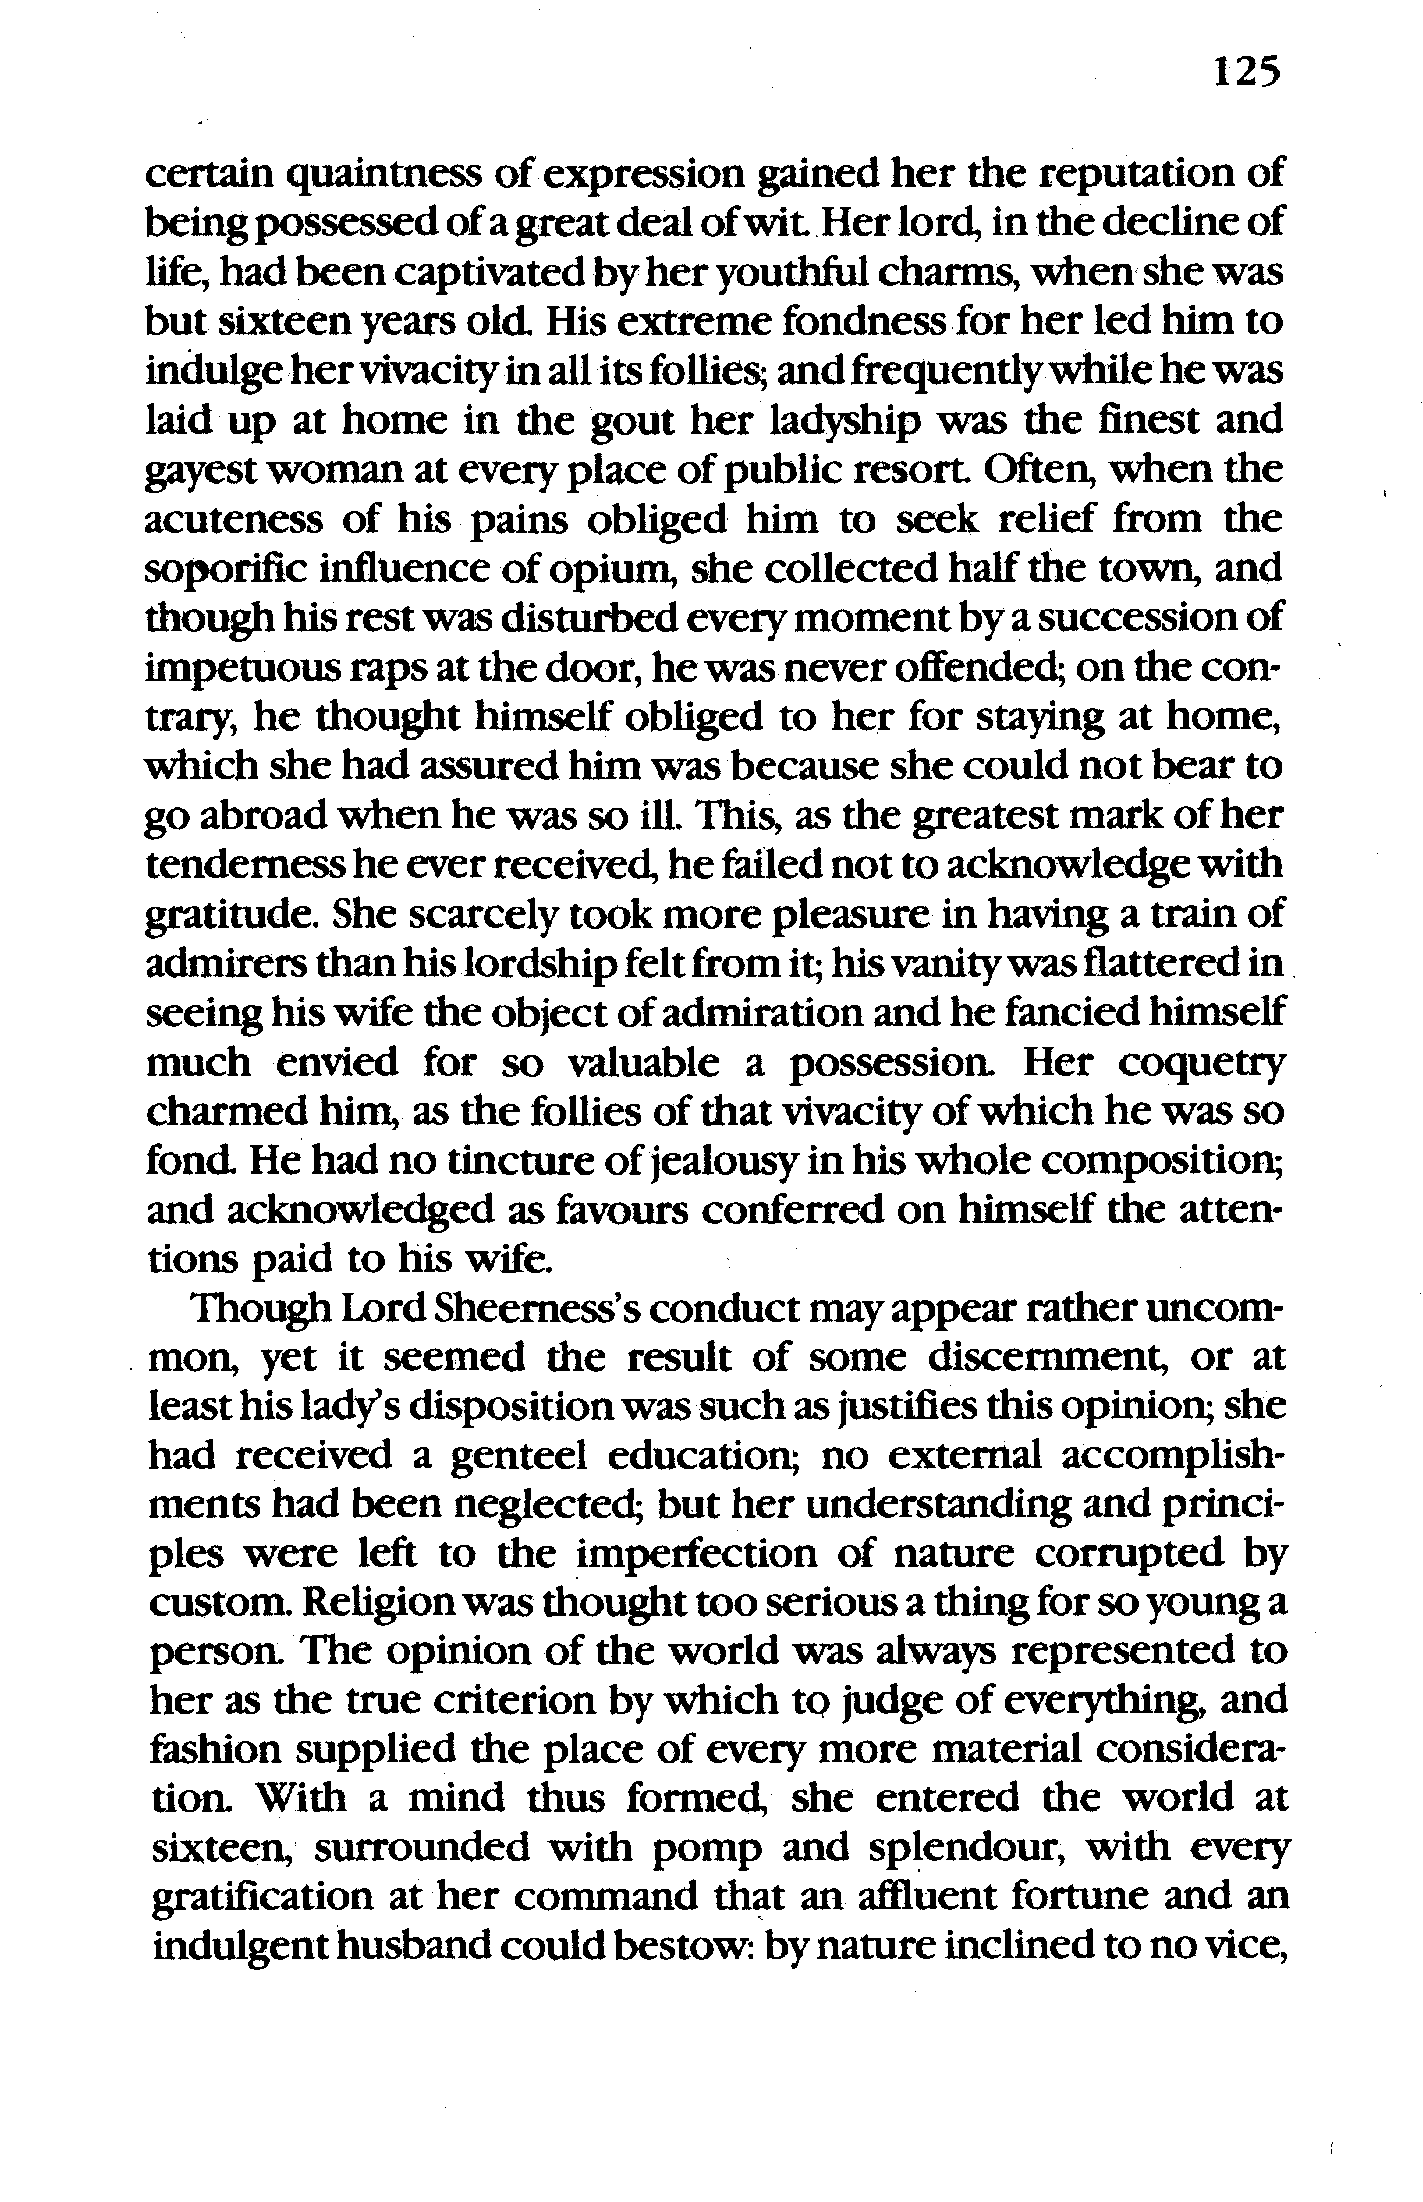 125
certain quaintness of expression gained her the reputation of
being possessed of a great deal of wit. Her lord, in the decline of
life, had been captivated by her youthful charms, when she was
but sixteen years old. His extreme fondness for her led him to
indulge her vivacity in all its follies; and frequently while he was
laid up at home in the gout her ladyship was the finest and
gayest woman at every place of public resort. Often, when the
acuteness of his pains obliged him to seek relief from the
soporific influence of opium, she collected half the town, and
though his rest was disturbed every moment by a succession of
impetuous raps at the door, he was never offended; on the con-
trary, he thought himself obliged to her for staying at home,
which she had assured him was because she could not bear to
go abroad when he was so ill. This, as the greatest mark of her
tenderness he ever received, he failed not to acknowledge with
gratitude. She scarcely took more pleasure in having a train of
admirers than his lordship felt from it; his vanity was flattered in
seeing his wife the object of admiration and he fancied himself
much envied for so valuable a possession. Her coquetry
charmed him, as the follies of that vivacity of which he was so
fond. He had no tincture of jealousy in his whole composition;
and acknowledged as favours conferred on himself the atten-
tions paid to his wife.
Though Lord Sheerness's conduct may appear rather uncom-
mon, yet it seemed the result of some discernment, or at
least his lady's disposition was such as justifies this opinion; she
had received a genteel education; no external accomplish-
ments had been neglected; but her understanding and princi-
ples were left to the imperfection of nature corrupted by
custom. Religion was thought too serious a thing for so young a
person. The opinion of the world was always represented to
her as the true criterion by which to judge of everything, and
fashion supplied the place of every more material considera-
tion. With a mind thus formed, she entered the world at
sixteen, surrounded with pomp and splendour, with every
gratification at her command that an affluent fortune and an
indulgent husband could bestow: by nature inclined to no vice,